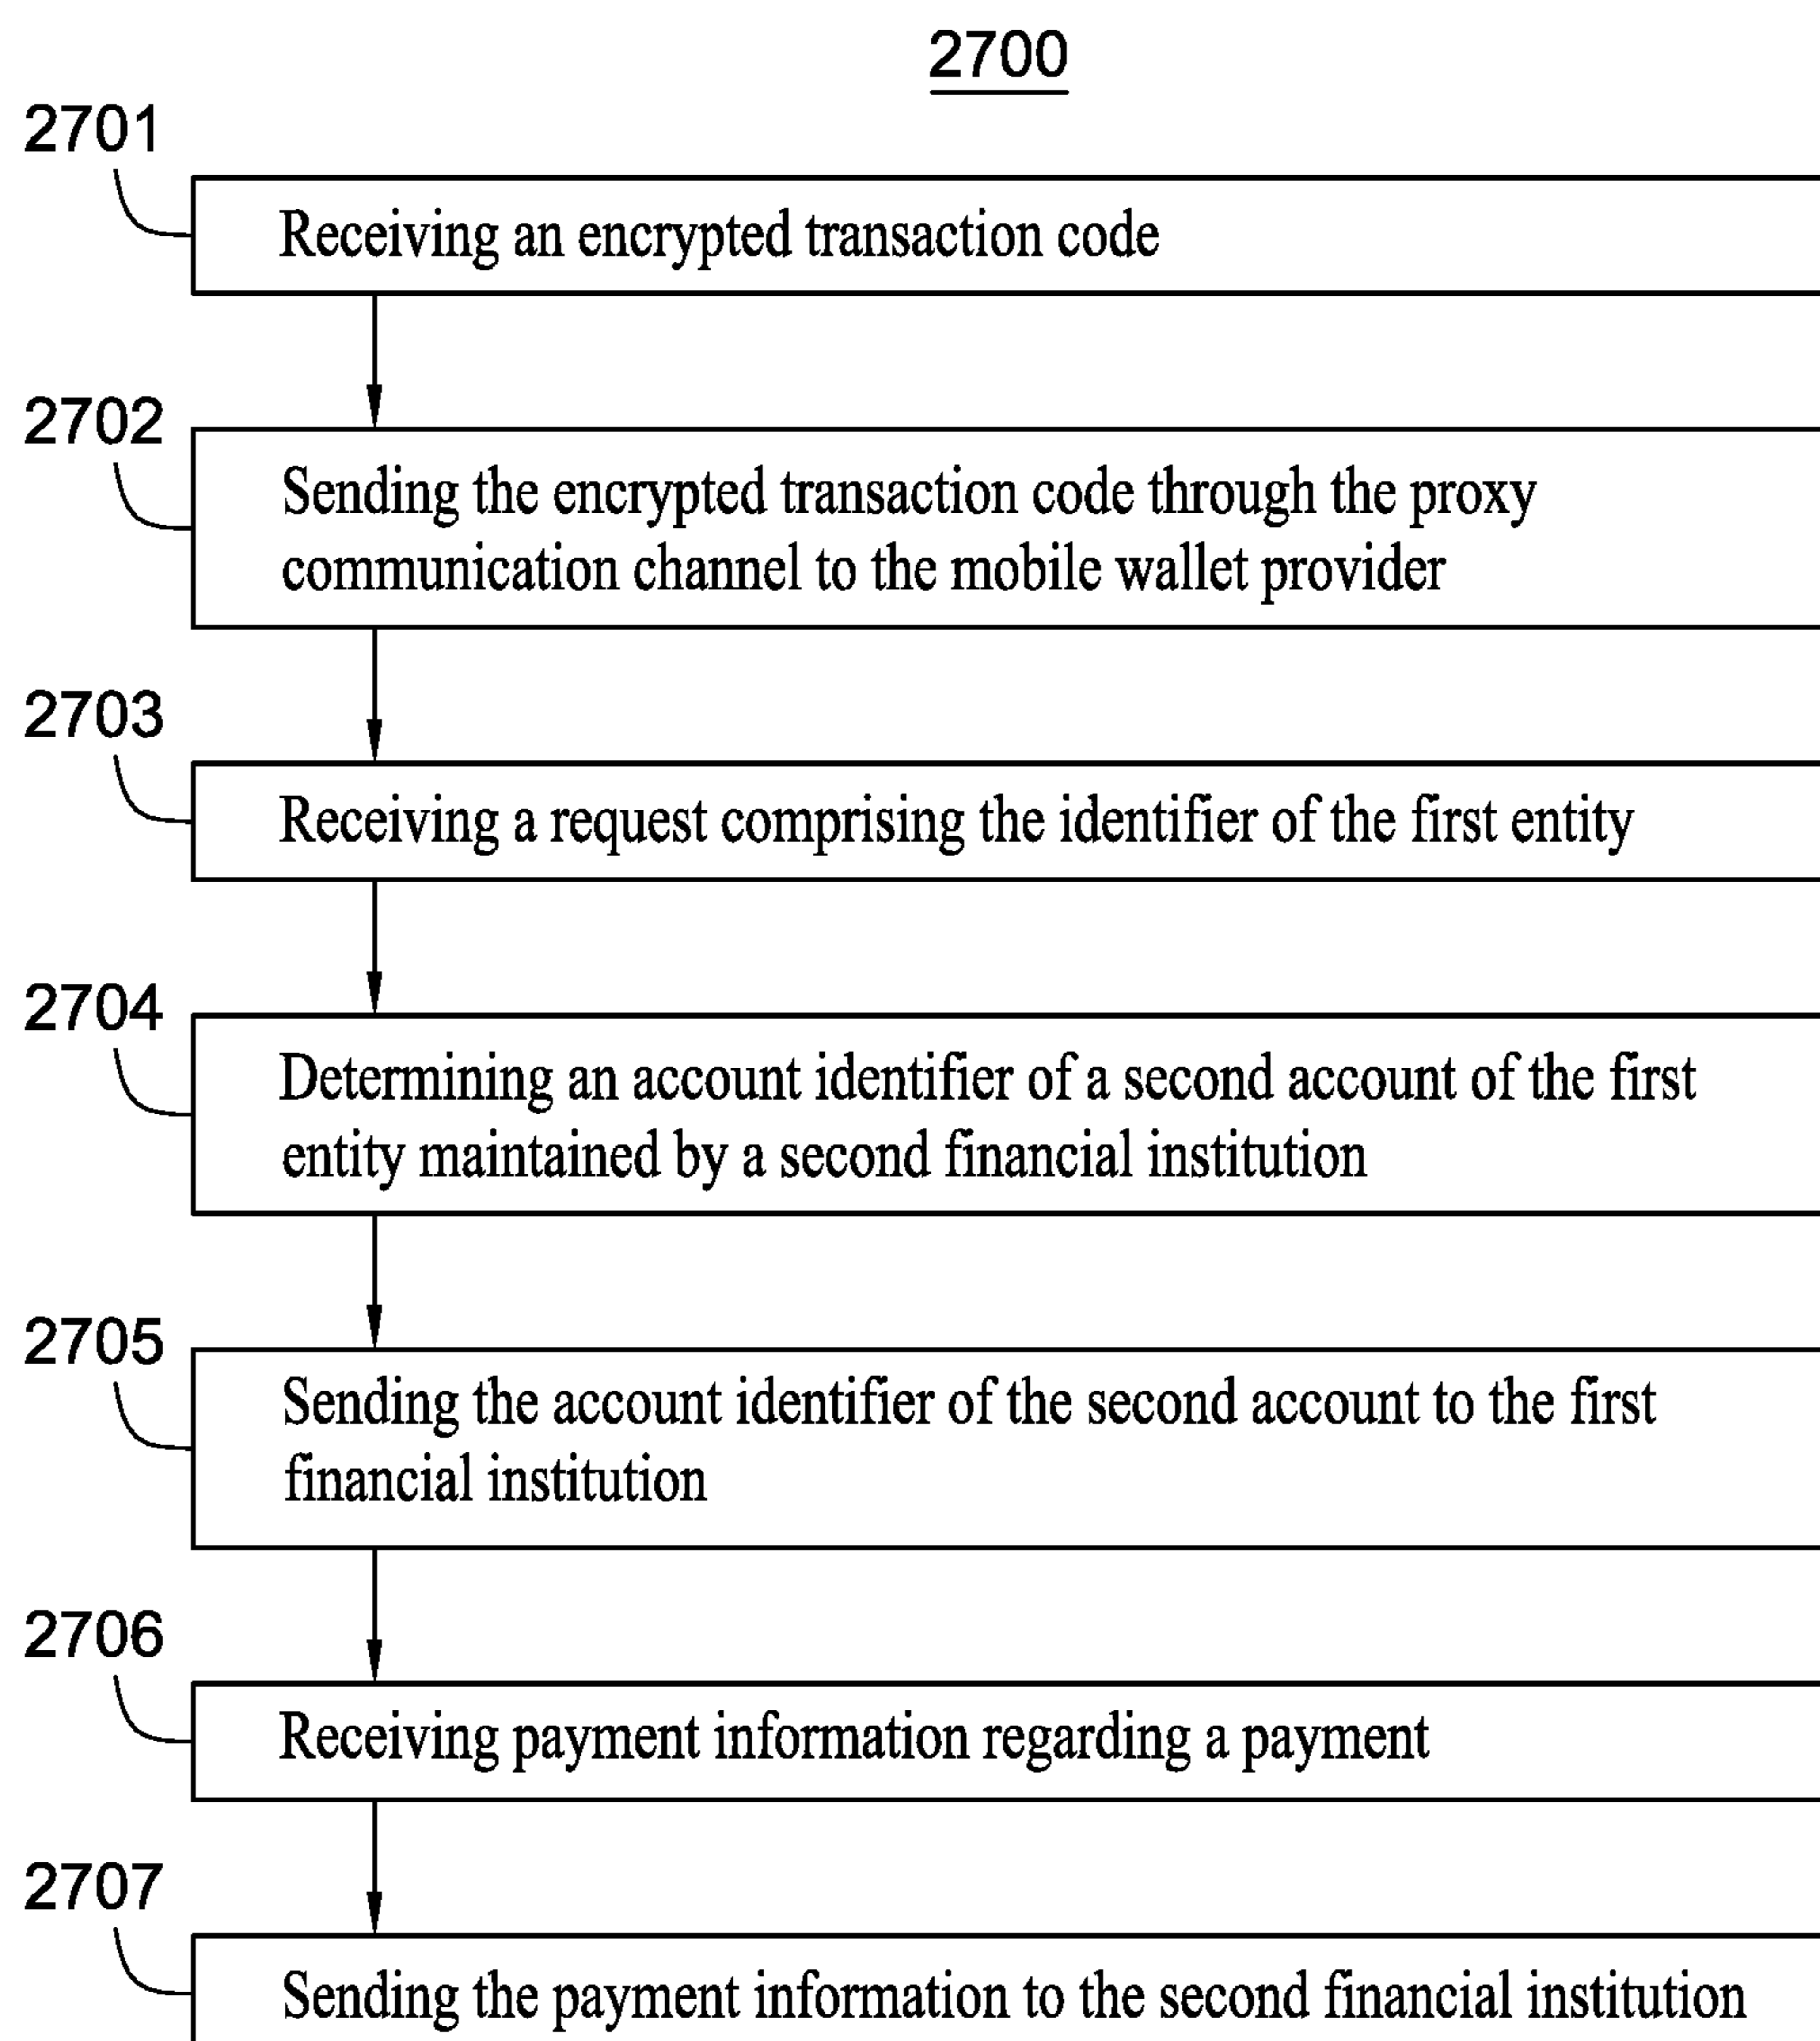 2700
2701
Receiving an encrypted transaction code
2702
Sending the encrypted transaction code through the proxy
communication channel to the mobile wallet provider
2703
Receiving a request comprising the identifier of the first entity
2704
Determining an account identifier of a second account of the first
entity maintained by a second financial institution
2705
Sending the account identifier of the second account to the first
financial institution
2706
Receiving payment information regarding a payment
2707
Sending the payment information to the second financial institution